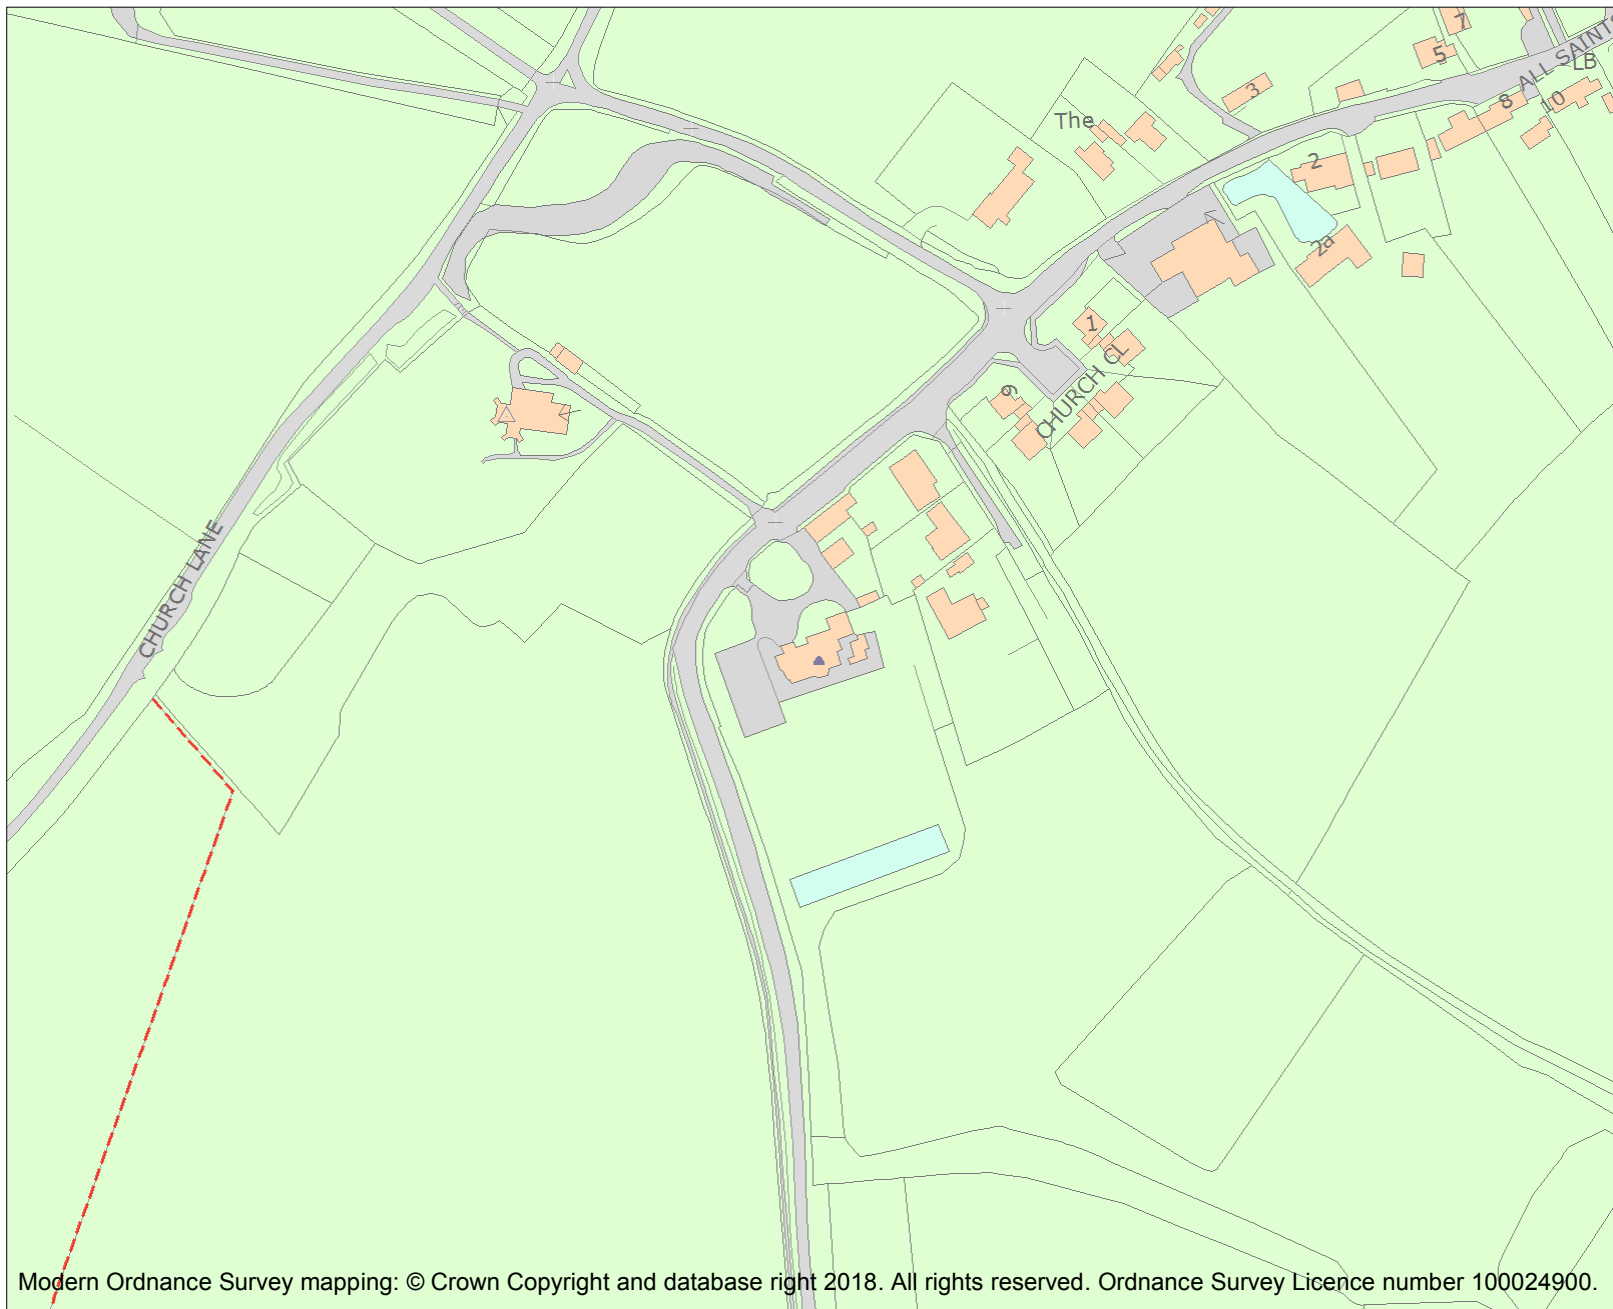 7
5
ALL SAINTS
LB
3
8
10
The
2
2a
1
CHURCH CL
9
CHURCH LANE
Modern Ordnance Survey mapping: © Crown Copyright and database right 2018. All rights reserved. Ordnance Survey Licence number 100024900.